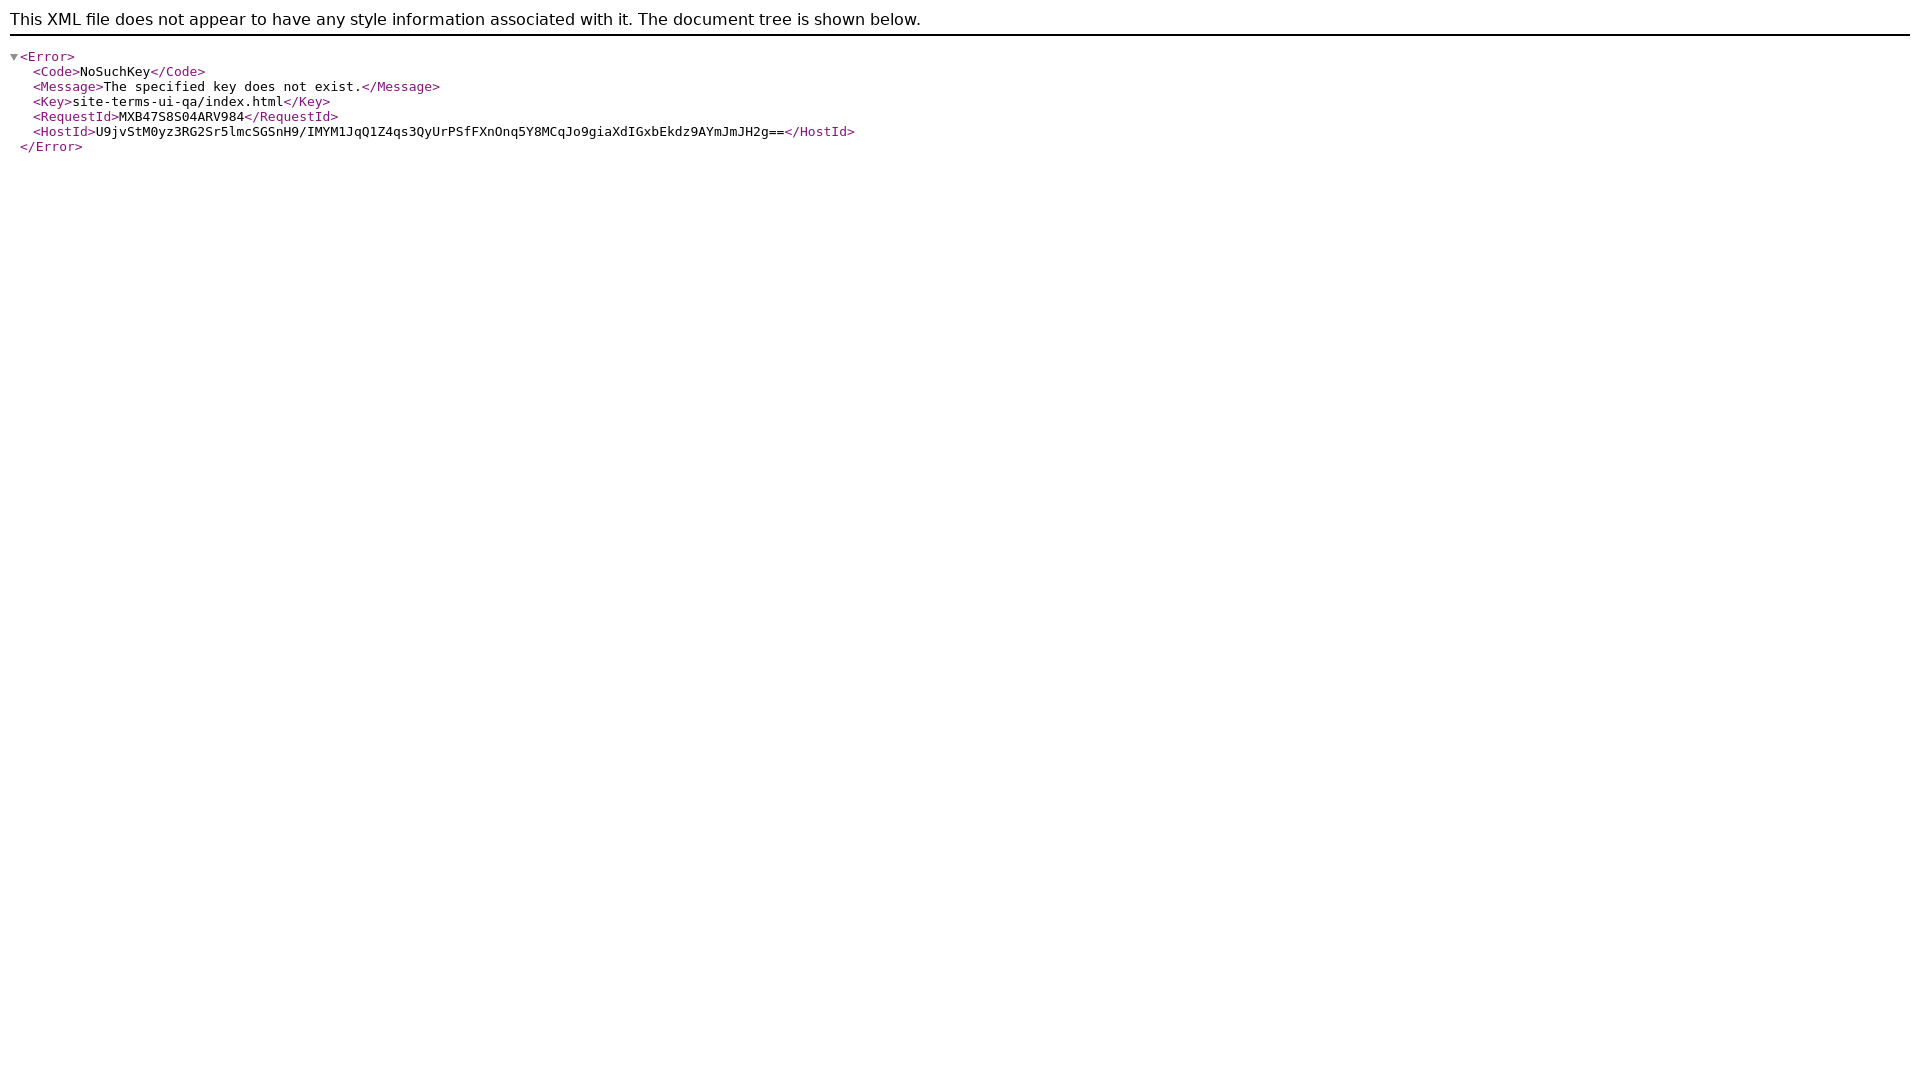 This XML file does not appear to have any style information associated with it. The document tree is shown below.
<Error>
<Code>NoSuchKey</Code>
<Message>The specified key does not exist.</Message>
<Key>site-terms-ui-qa/index.html</Key>
<RequestId>MXB47S8S04ARV984</RequestId>
<HostId>U9jvStM0yz3RG2Sr5lmcSGSnH9/IMYM1JqQ1Z4qs3QyUrPSfFXnOnq5Y8MCqJo9giaXdIGxbEkdz9AYmJmJH2g==</HostId>
</Error>